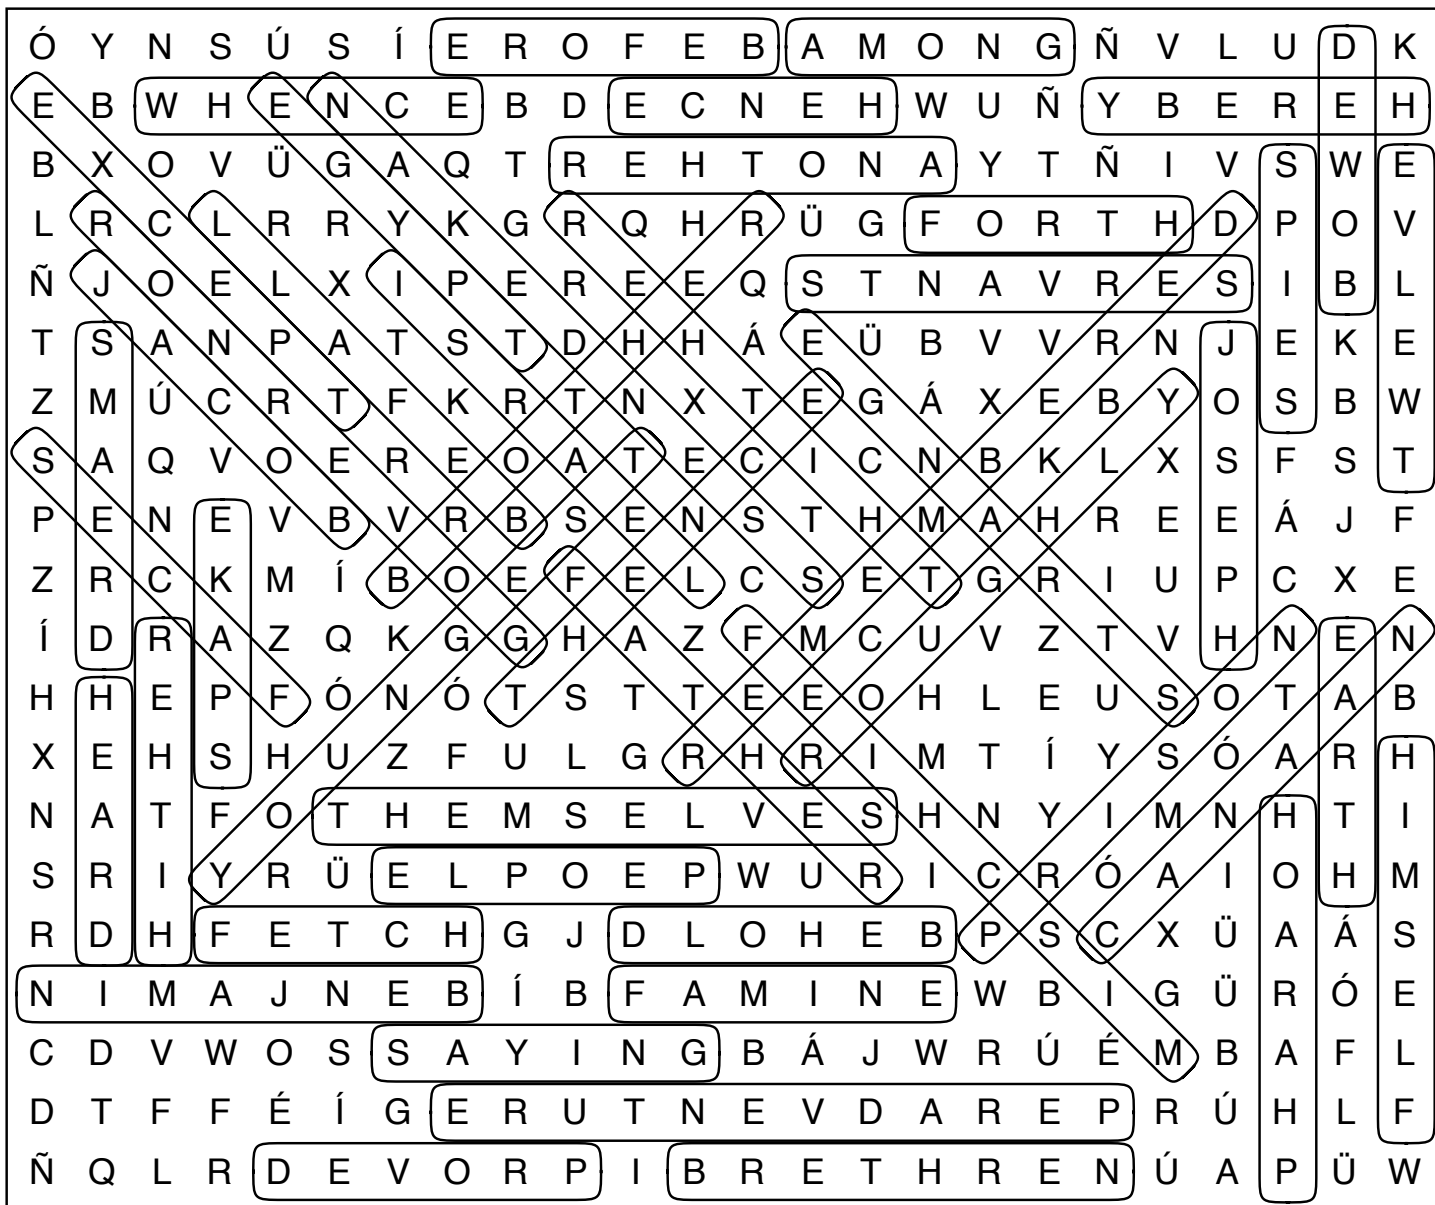 Ó Y N S Ú S Í E R O F E B A M O N G Ñ V L U D K
E B W H E N C E B D E C N E H W U Ñ Y B E R E H
B X O V Ü G A Q T R E H T O N A Y T Ñ I V S W E
L R C L R R Y K G R Q H R Ü G F O R T H D P O V
Ñ J O E L X I P E R E E Q S T N A V R E S I B L
T S A N P A T S T D H H Á E Ü B V V R N J E K E
Z M Ú C R T F K R T N X T E G Á X E B Y O S B W
S A Q V O E R E O A T E C I C N B K L X S F S T
P E N E V B V R B S E N S T H M A H R E E Á J F
Z R C K M Í B O E F E L C S E T G R I U P C X E
Í D R A Z Q K G G H A Z F M C U V Z T V H N E N
H H E P F Ó N Ó T S T T E E O H L E U S O T A B
X E H S H U Z F U L G R H R I M T Í Y S Ó A R H
N A T F O T H E M S E L V E S H N Y I M N H T I
S R I Y R Ü E L P O E P W U R I C R Ó A I O H M
R D H F E T C H G J D L O H E B P S C X Ü A Á S
N I M A J N E B Í B F A M I N E W B I G Ü R Ó E
C D V W O S S A Y I N G B Á J W R Ú É M B A F L
D T F F É Í G E R U T N E V D A R E P R Ú H L F
Ñ Q L R D E V O R P I B R E T H R E N Ú A P Ü W